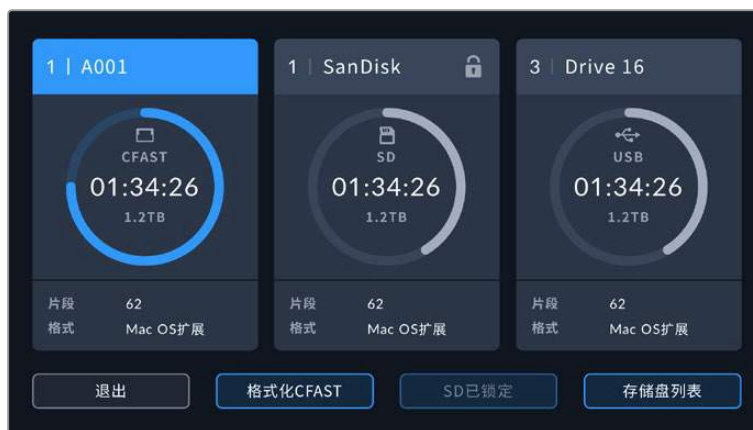 1 | A001
CFAST
01:34:26
1.2TB
片段 62
格式 Mac OS扩展
1 | SanDisk
SD
01:34:26
1.2TB
片段 62
格式 Mac OS扩展
3 | Drive 16
USB
01:34:26
1.2TB
片段 62
格式 Mac OS扩展
退出
格式化CFAST
SD已锁定
存储盘列表